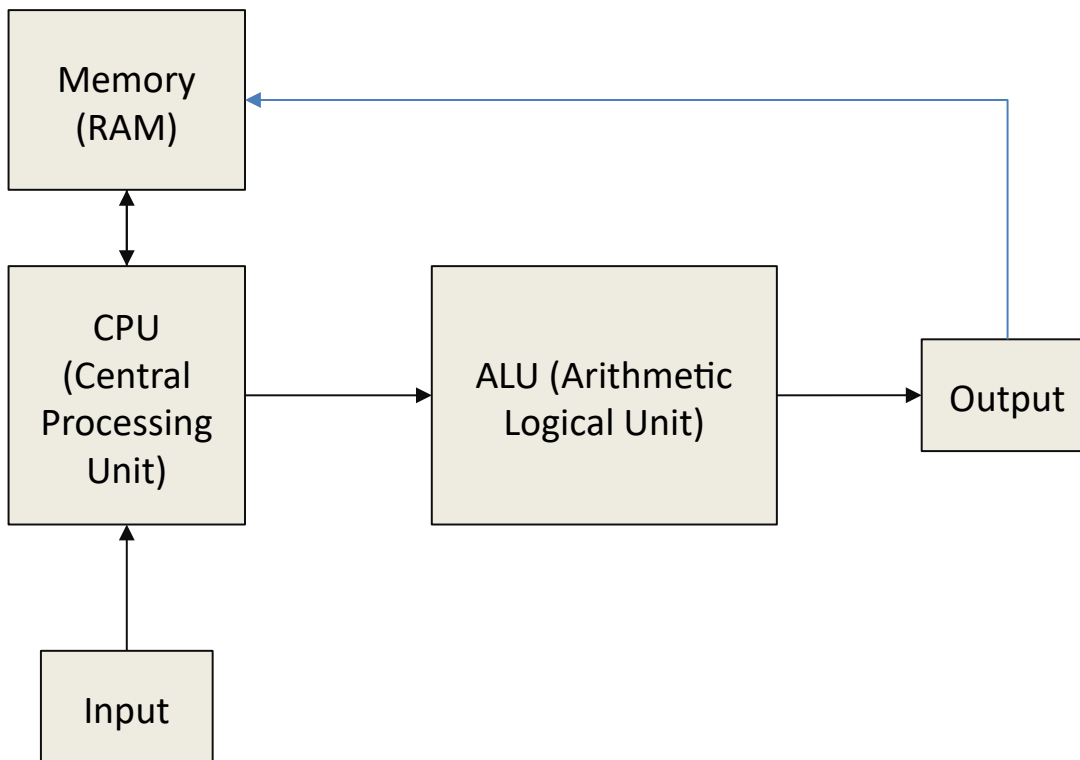 Memory
(RAM)
CPU
(Central
Processing
Unit)
ALU (Arithmetic
Logical Unit)
Output
Input